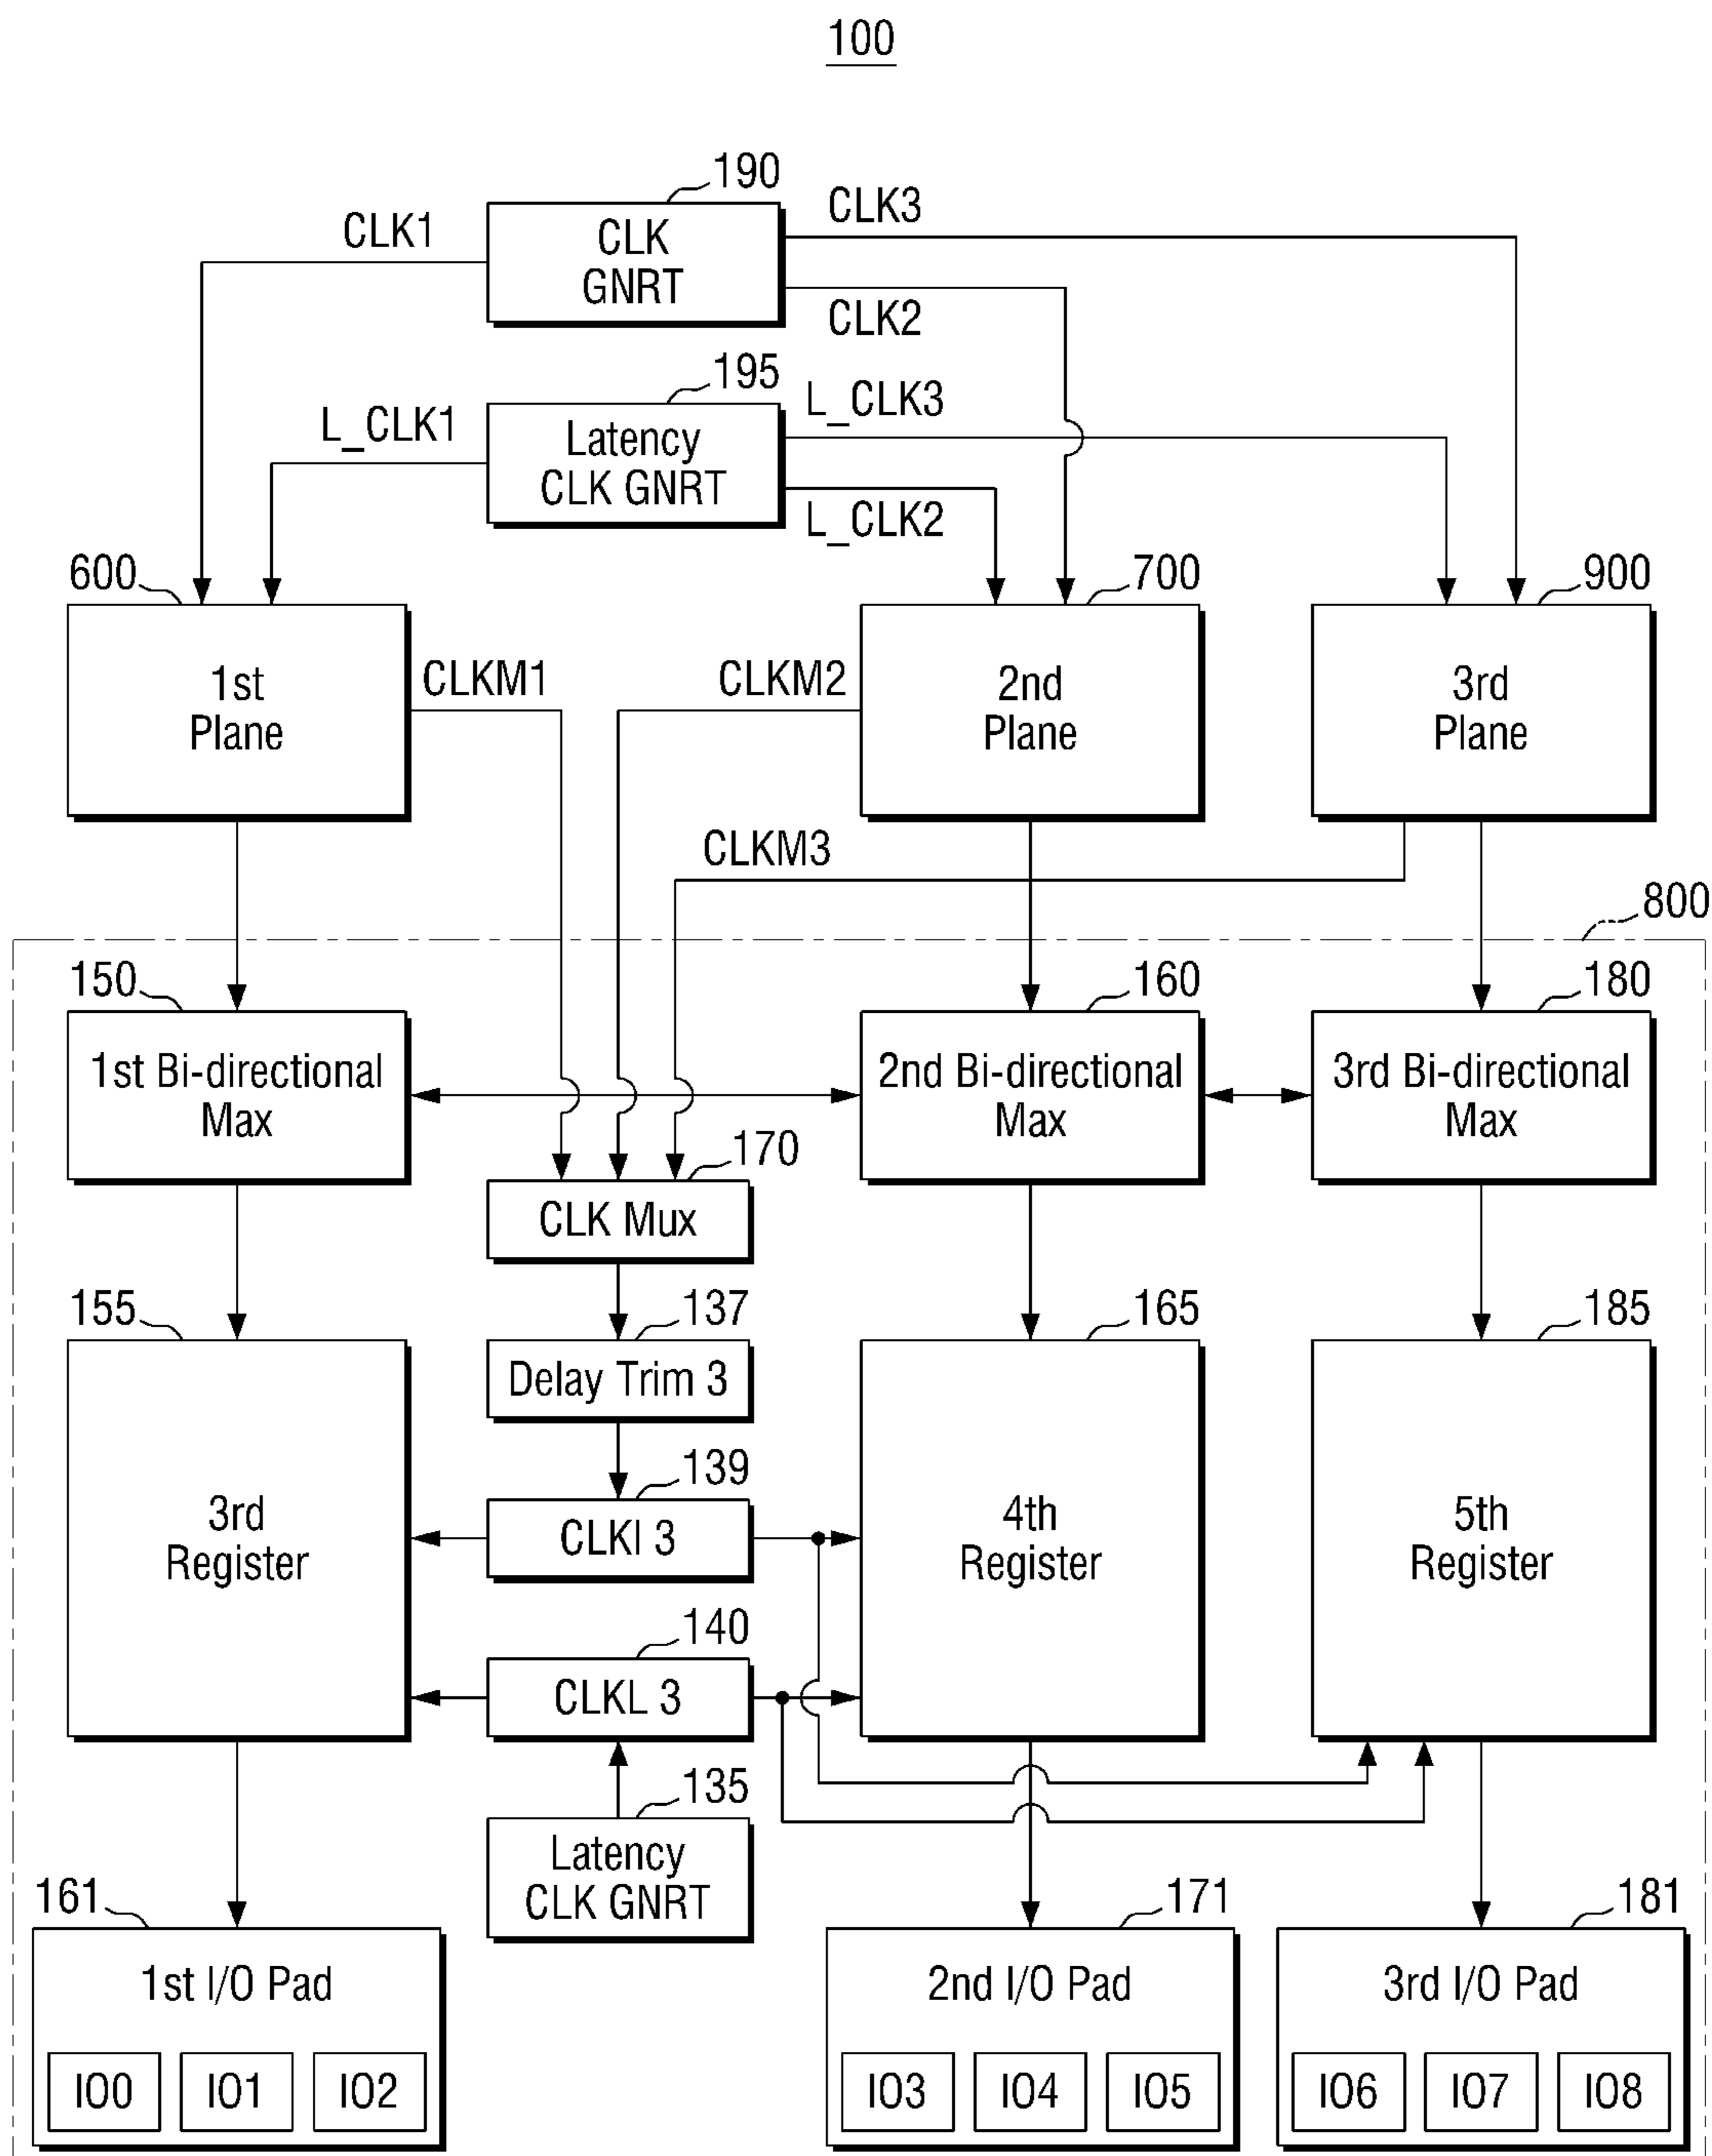 100
190
CLK1
CLK
GNRT
CLK3
CLK2
195
L_CLK1
Latency
CLK GNRT
L_CLK3
L_CLK2
600
700
900
1st
Plane
CLKM1
CLKM2
2nd
Plane
3rd
Plane
CLKM3
800
150
160
180
1st Bi-directional
Max
2nd Bi-directional
Max
3rd Bi-directional
Max
170
CLK Mux
155
137
165
185
Delay Trim 3
139
3rd
Register
CLKI 3
4th
Register
5th
Register
140
CLKL 3
135
Latency
CLK GNRT
161
171
181
1st I/O Pad
2nd I/O Pad
3rd I/O Pad
IO0 IO1 IO2
IO3 IO4 IO5
IO6 IO7 IO8